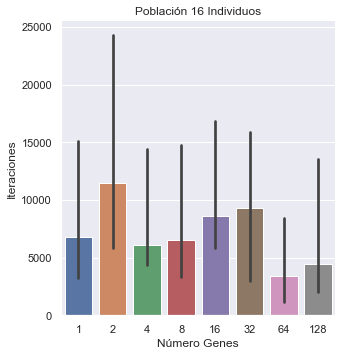 Población 16 Individuos
25000
20000
15000
10000
5000
0
Iteraciones
1 2 4 8 16 32 64 128
Número Genes